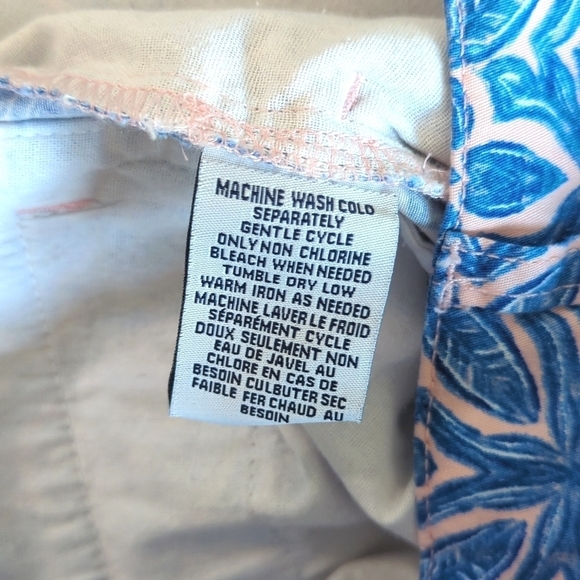 MACHINE WASH COLD
SEPARATELY
GENTLE CYCLE
ONLY NON CHLORINE
BLEACH WHEN NEEDED
TUMBLE DRY LOW
WARM IRON AS NEEDED
MACHINE LAVER LE FROID
SÉPARÉMENT CYCLE
DOUX SEULEMENT NON
EAU DE JAVEL AU
CHLORE EN CAS DE
BESOIN CULBUTER SEC
FAIBLE FER CHAUD AU
BESOIN